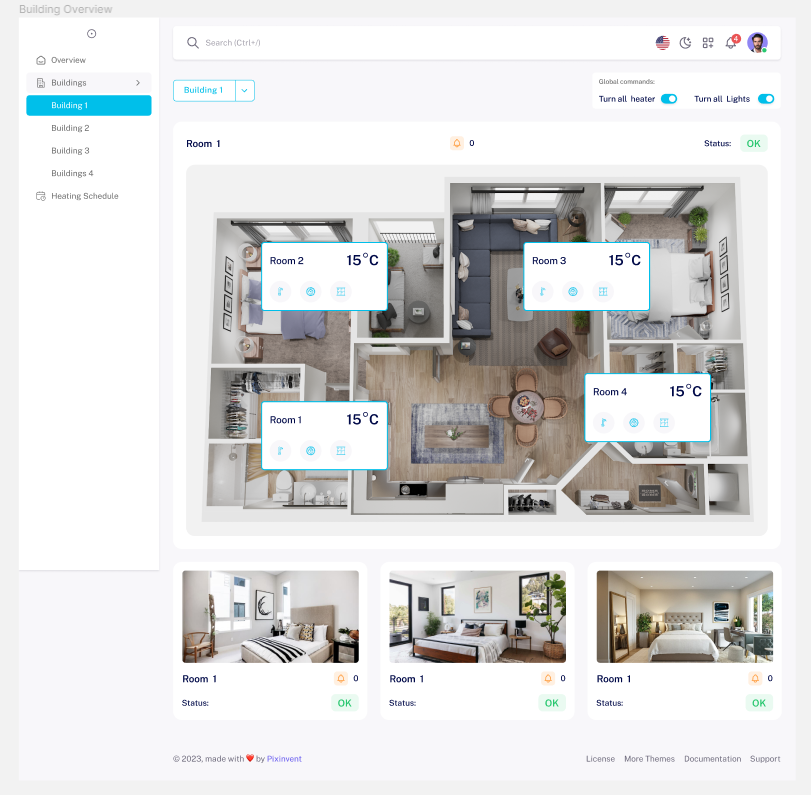 Building Overview
Search (Ctrl+/)
4
Overview
Buildings
Building 1
Building 2
Building 3
Buildings 4
Heating Schedule
Building 1
Global commands:
Turn all heater
Turn all Lights
Room 1
0
Status:
OK
Room 2
15°C
Room 3
15°C
Room 4
15°C
Room 1
15°C
Room 1
0
Status:
OK
Room 1
0
Status:
OK
Room 1
0
Status:
OK
© 2023, made with ❤ by Pixinvent
License
More Themes
Documentation
Support